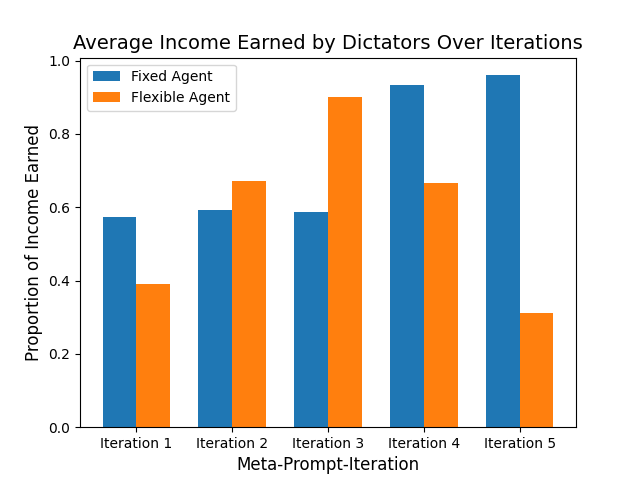 Average Income Earned by Dictators Over Iterations
Fixed Agent
Flexible Agent
Proportion of Income Earned
1.0
0.8
0.6
0.4
0.2
0.0
Iteration 1 Iteration 2 Iteration 3 Iteration 4 Iteration 5
Meta-Prompt-Iteration